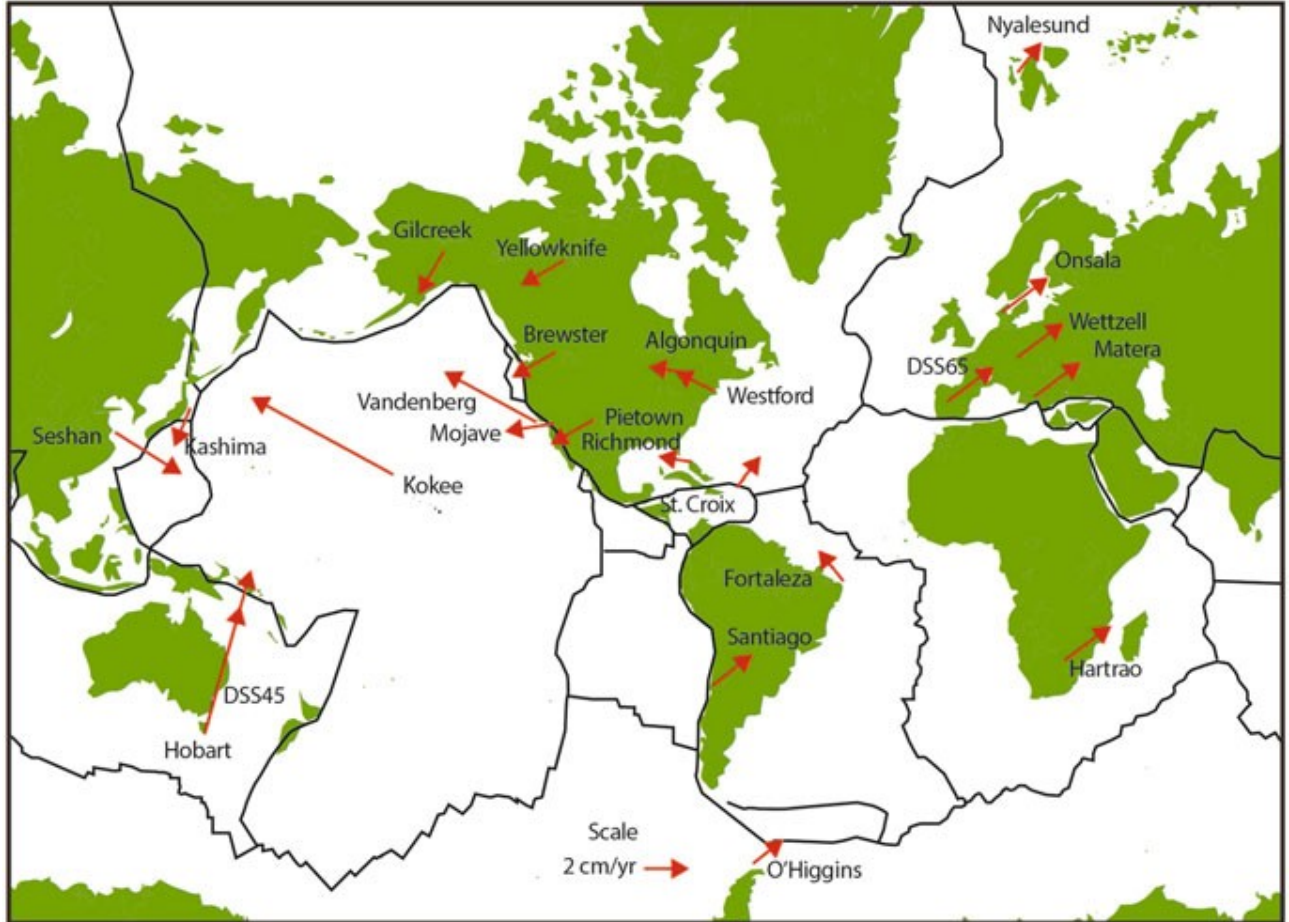 Nyalesund
Gilcreek
Yellowknife
Onsala
Brewster
Algonquin
Wettzell
Matera
DSS65
Vandenberg
Westford
Mojave
Pietown
Richmond
Seshan
Kashima
Kokee
St. Croix
Fortaleza
Santiago
Hartrao
DSS45
Hobart
Scale
2 cm/yr
O'Higgins